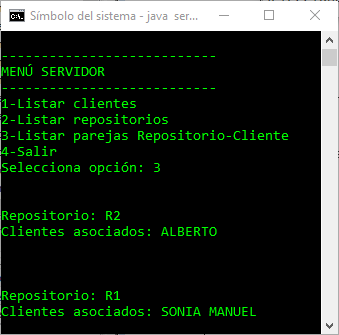 Símbolo del sistema - java ser...
---------------------------
MENÚ SERVIDOR
---------------------------
1-Listar clientes
2-Listar repositorios
3-Listar parejas Repositorio-Cliente
4-Salir
Selecciona opción: 3
Repositorio: R2
Clientes asociados: ALBERTO
Repositorio: R1
Clientes asociados: SONIA MANUEL